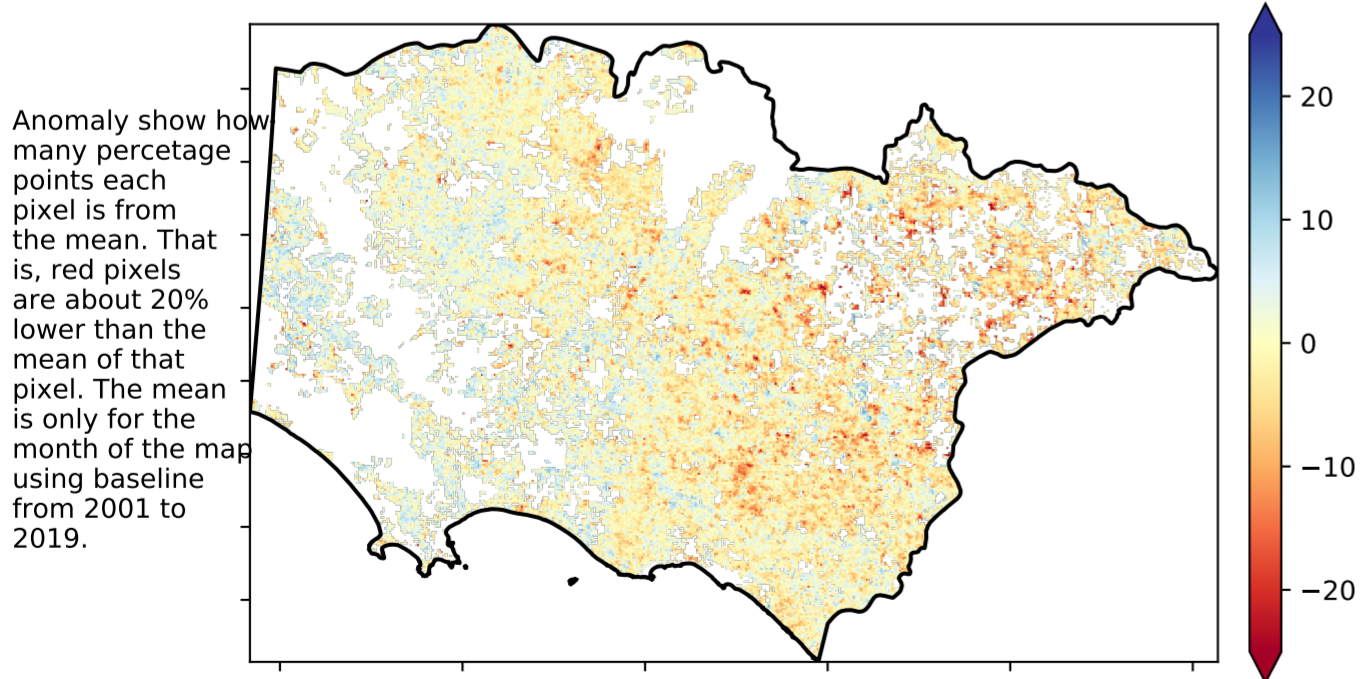 Anomaly show how
many percetage
points each
pixel is from
the mean. That
is, red pixels
are about 20%
lower than the
mean of that
pixel. The mean
is only for the
month of the map
using baseline
from 2001 to
2019.
20
10
0
−10
−20